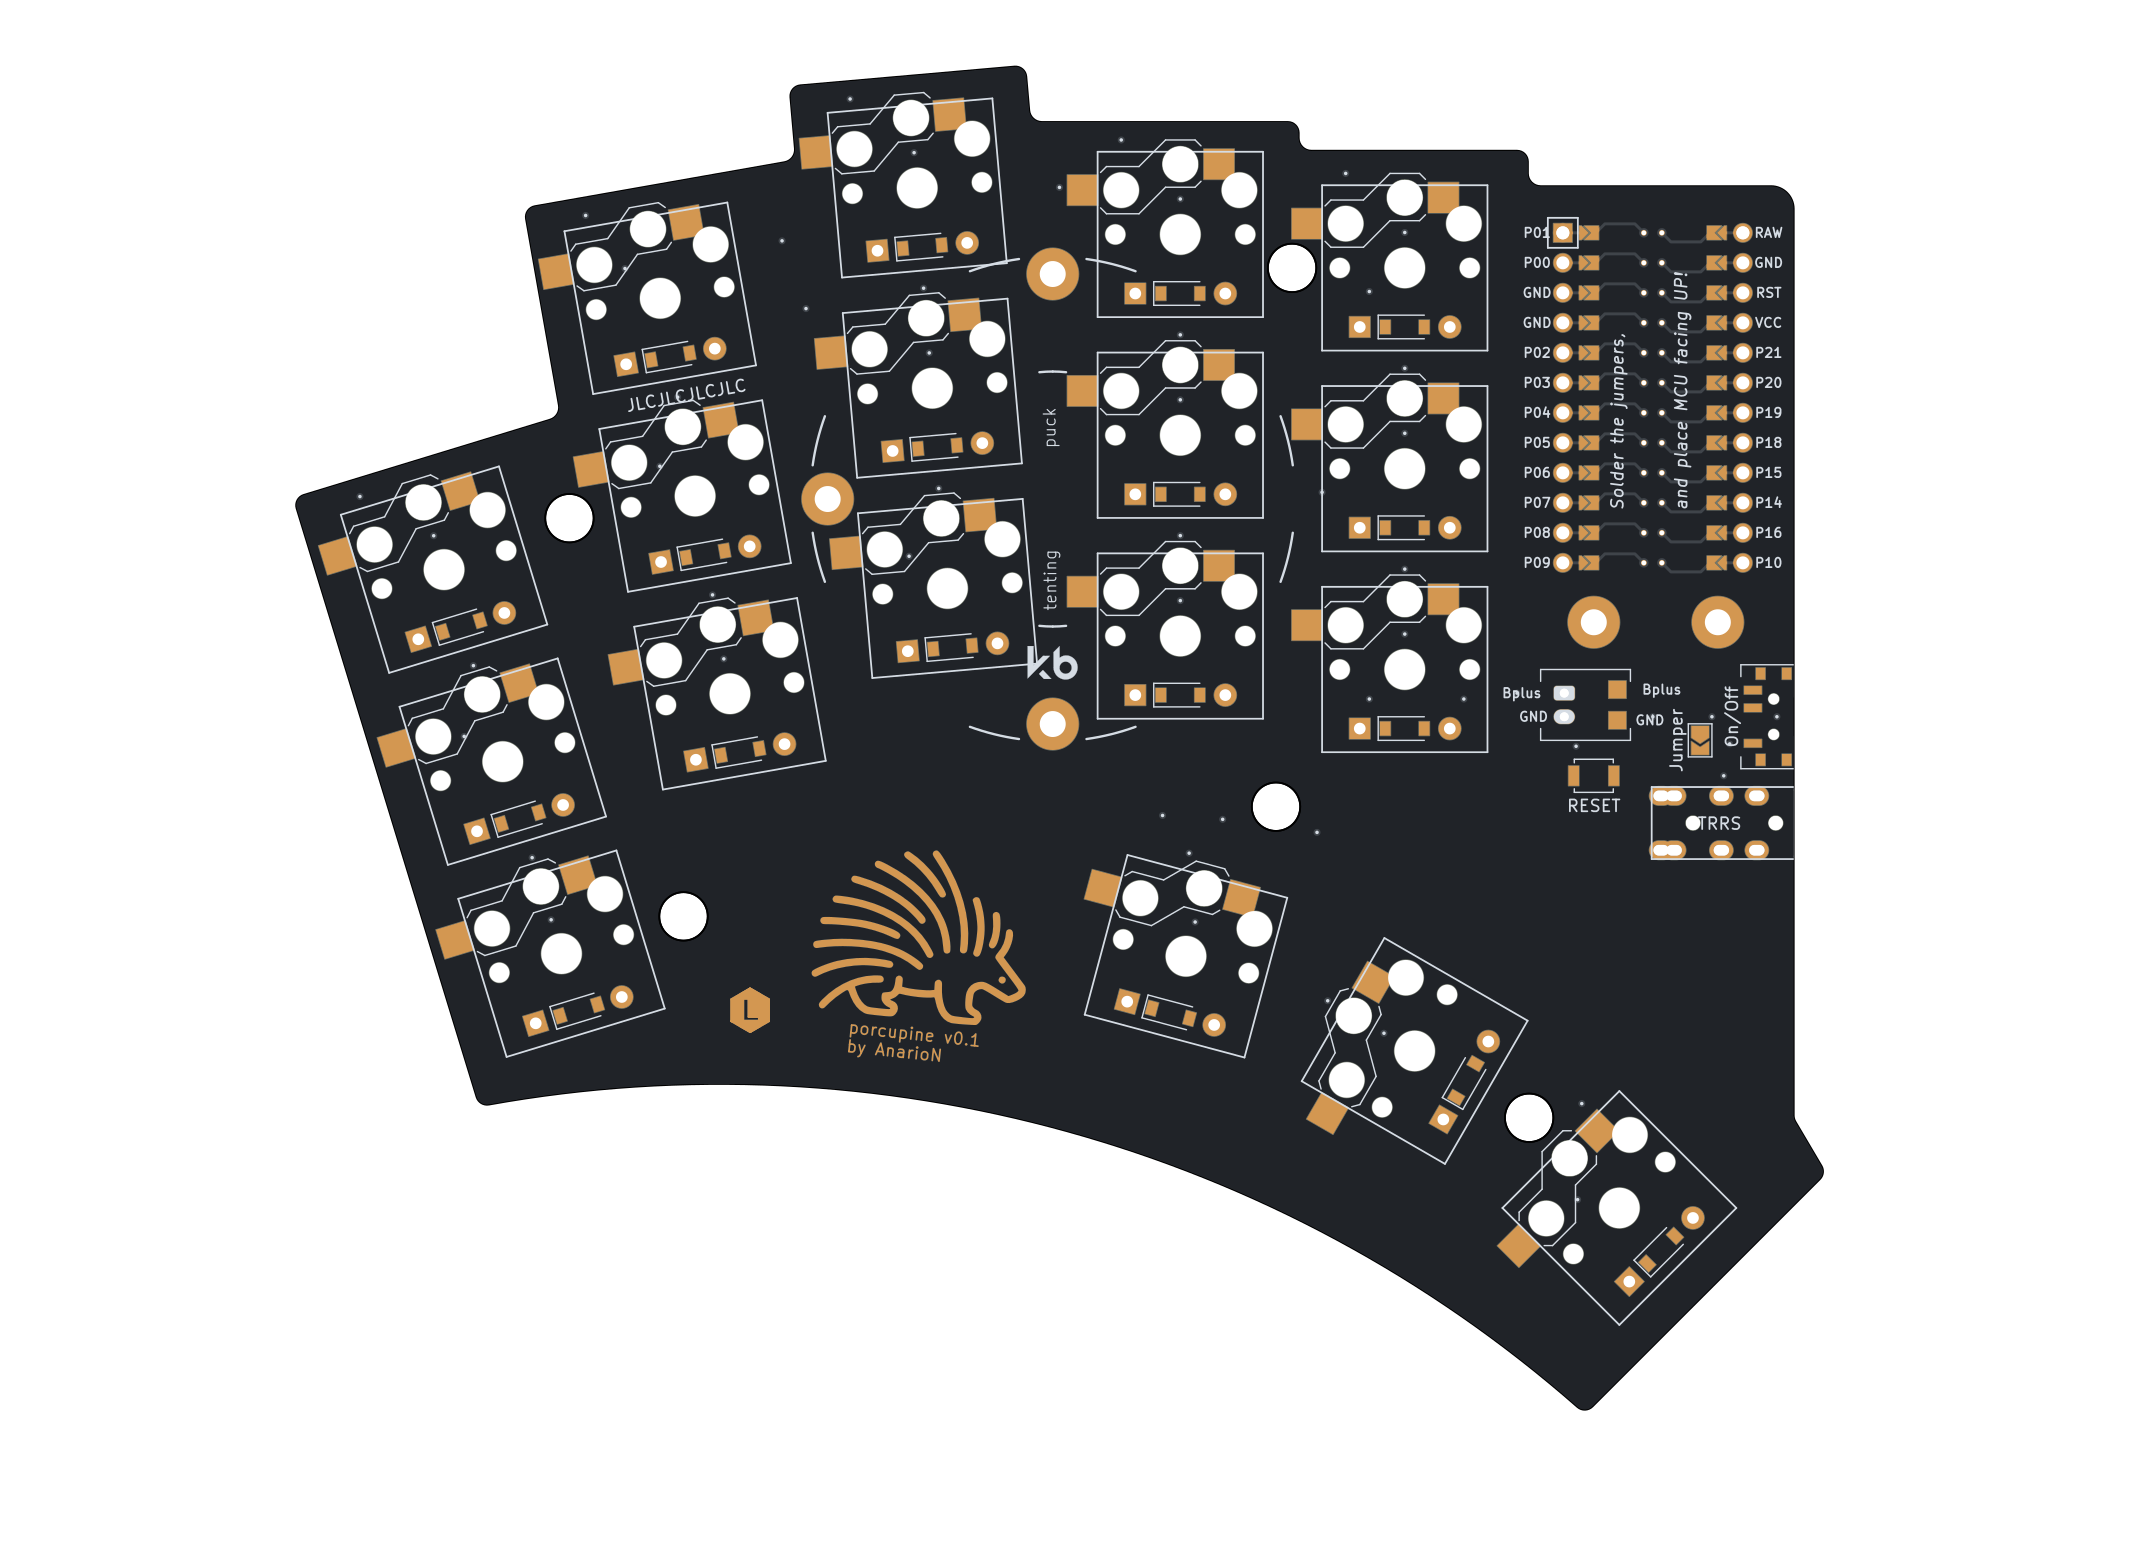 P01 RAW
P00 GND
GND RST
GND VCC
P02 P21
P03 P20
P04 P19
P05 P18
P06 P15
P07 P14
P08 P16
P09 P10
Solder the jumpers,
and place MCU facing UP!
JLCJLCJLCJLC
puck
tenting
kb
Bplus Bplus
GND GND
Jumper
On/Off
RESET
TRRS
L
porcupine v0.1
by AnarioN